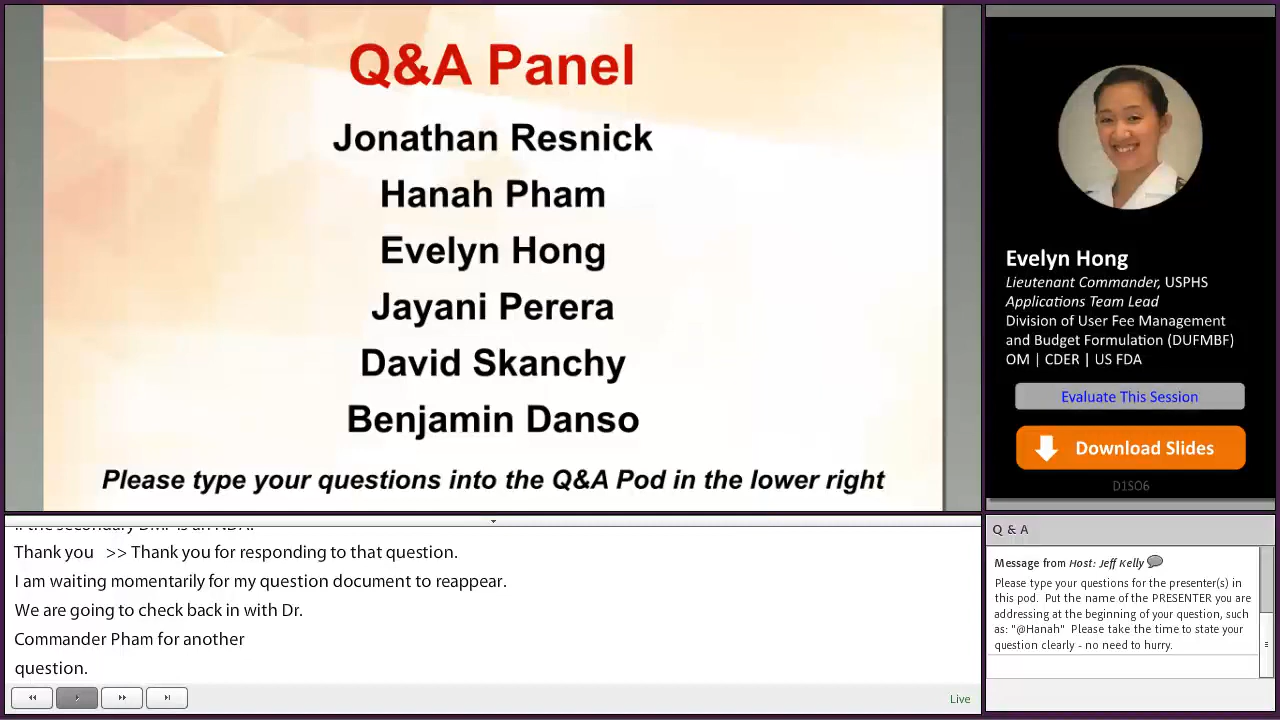 Q&A Panel
Jonathan Resnick
Hanah Pham
Evelyn Hong
Jayani Perera
David Skanchy
Benjamin Danso
Please type your questions into the Q&A Pod in the lower right
Evelyn Hong
Lieutenant Commander, USPHS
Applications Team Lead
Division of User Fee Management
and Budget Formulation (DUFMBF)
OM | CDER | US FDA
Evaluate This Session
Download Slides
D1S06
Thank you >> Thank you for responding to that question.
I am waiting momentarily for my question document to reappear.
We are going to check back in with Dr.
Commander Pham for another
question.
Live
Q & A
Message from Host: Jeff Kelly
Please type your questions for the presenter(s) in
this pod. Put the name of the PRESENTER you are
addressing at the beginning of your question, such
as: "@Hanah" Please take the time to state your
question clearly - no need to hurry.